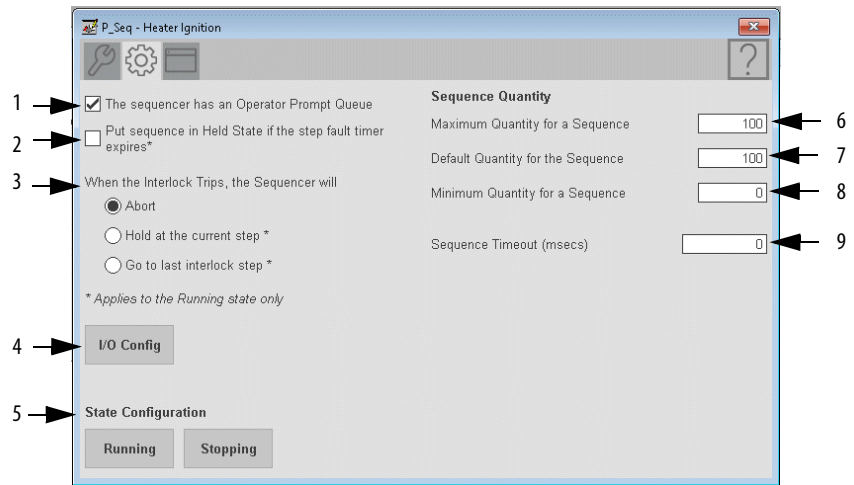 P_Seq - Heater Ignition
?
1
The sequencer has an Operator Prompt Queue
2
Put sequence in Held State if the step fault timer
expires*
3
When the Interlock Trips, the Sequencer will
Abort
Hold at the current step *
Go to last interlock step *
* Applies to the Running state only
4
I/O Config
5
State Configuration
Running
Stopping
Sequence Quantity
Maximum Quantity for a Sequence
100
6
Default Quantity for the Sequence
100
7
Minimum Quantity for a Sequence
0
8
Sequence Timeout (msecs)
0
9